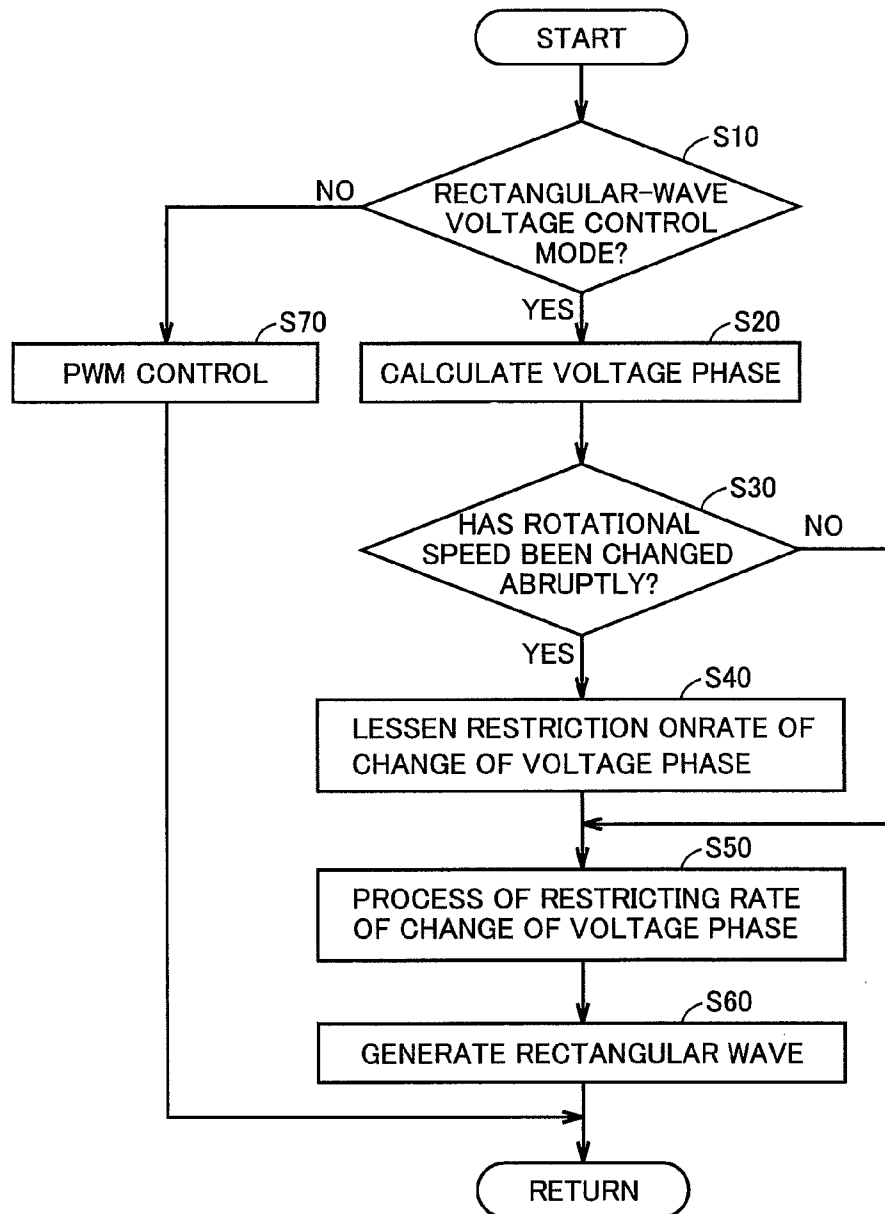 START
S10
RECTANGULAR-WAVE
VOLTAGE CONTROL
MODE?
NO
YES
S70
PWM CONTROL
S20
CALCULATE VOLTAGE PHASE
S30
HAS ROTATIONAL
SPEED BEEN CHANGED
ABRUPTLY?
NO
YES
S40
LESSEN RESTRICTION ONRATE OF
CHANGE OF VOLTAGE PHASE
S50
PROCESS OF RESTRICTING RATE
OF CHANGE OF VOLTAGE PHASE
S60
GENERATE RECTANGULAR WAVE
RETURN